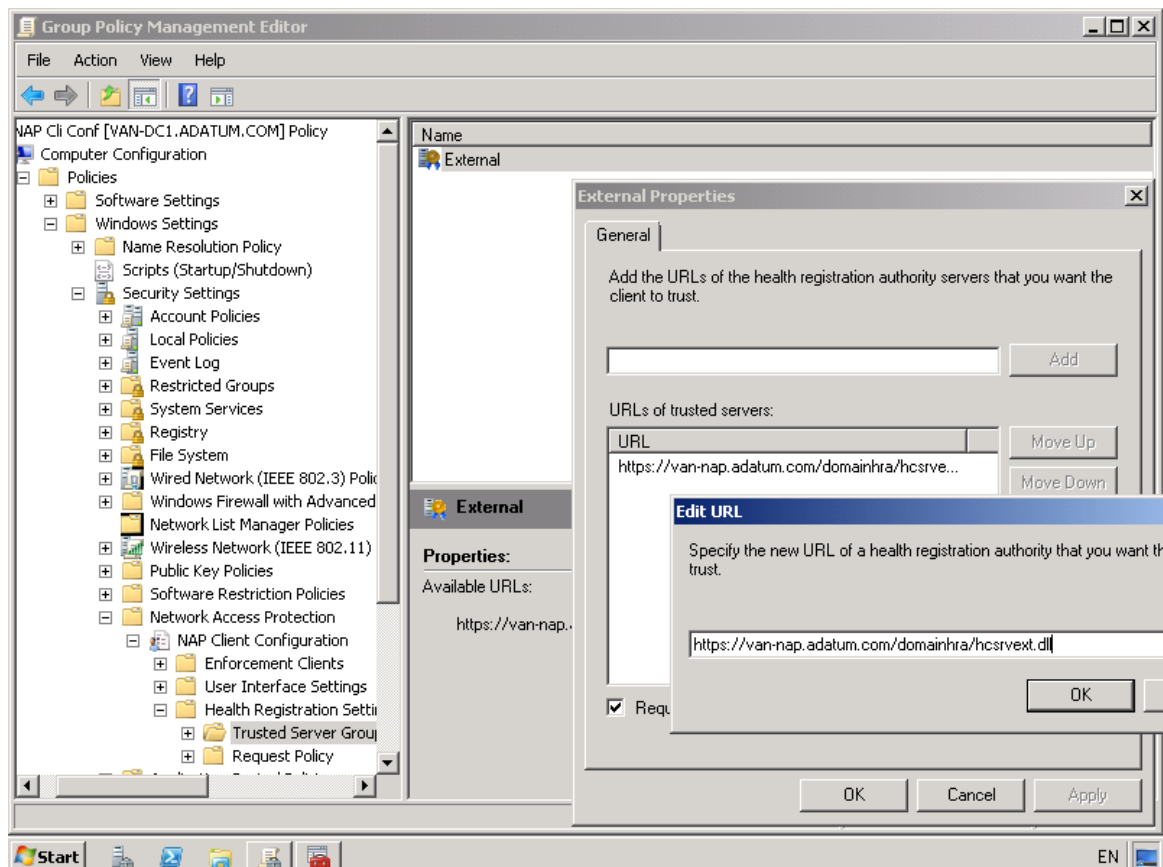 Group Policy Management Editor
File Action View Help
NAP Cli Conf [VAN-DC1.ADATUM.COM] Policy
Computer Configuration
Policies
Software Settings
Windows Settings
Name Resolution Policy
Scripts (Startup/Shutdown)
Security Settings
Account Policies
Local Policies
Event Log
Restricted Groups
System Services
Registry
File System
Wired Network (IEEE 802.3) Polic
Windows Firewall with Advanced
Network List Manager Policies
Wireless Network (IEEE 802.11)
Public Key Policies
Software Restriction Policies
Network Access Protection
NAP Client Configuration
Enforcement Clients
User Interface Settings
Health Registration Settin
Trusted Server Group
Request Policy
Name
External
External
Properties:
Available URLs:
https://van-nap.
External Properties
General
Add the URLs of the health registration authority servers that you want the
client to trust.
Add
URLs of trusted servers:
URL
Move Up
https://van-nap.adatum.com/domainhra/hcsrve...
Move Down
Edit URL
Specify the new URL of a health registration authority that you want th
trust.
https://van-nap.adatum.com/domainhra/hcsrvext.dll
OK
Requ
OK Cancel Apply
Start
EN